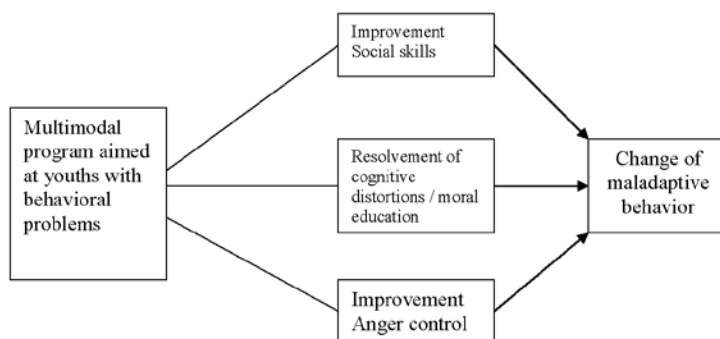 Multimodal
program aimed
at youths with
behavioral
problems
Improvement
Social skills
Resolvement of
cognitive
distortions / moral
education
Improvement
Anger control
Change of
maladaptive
behavior